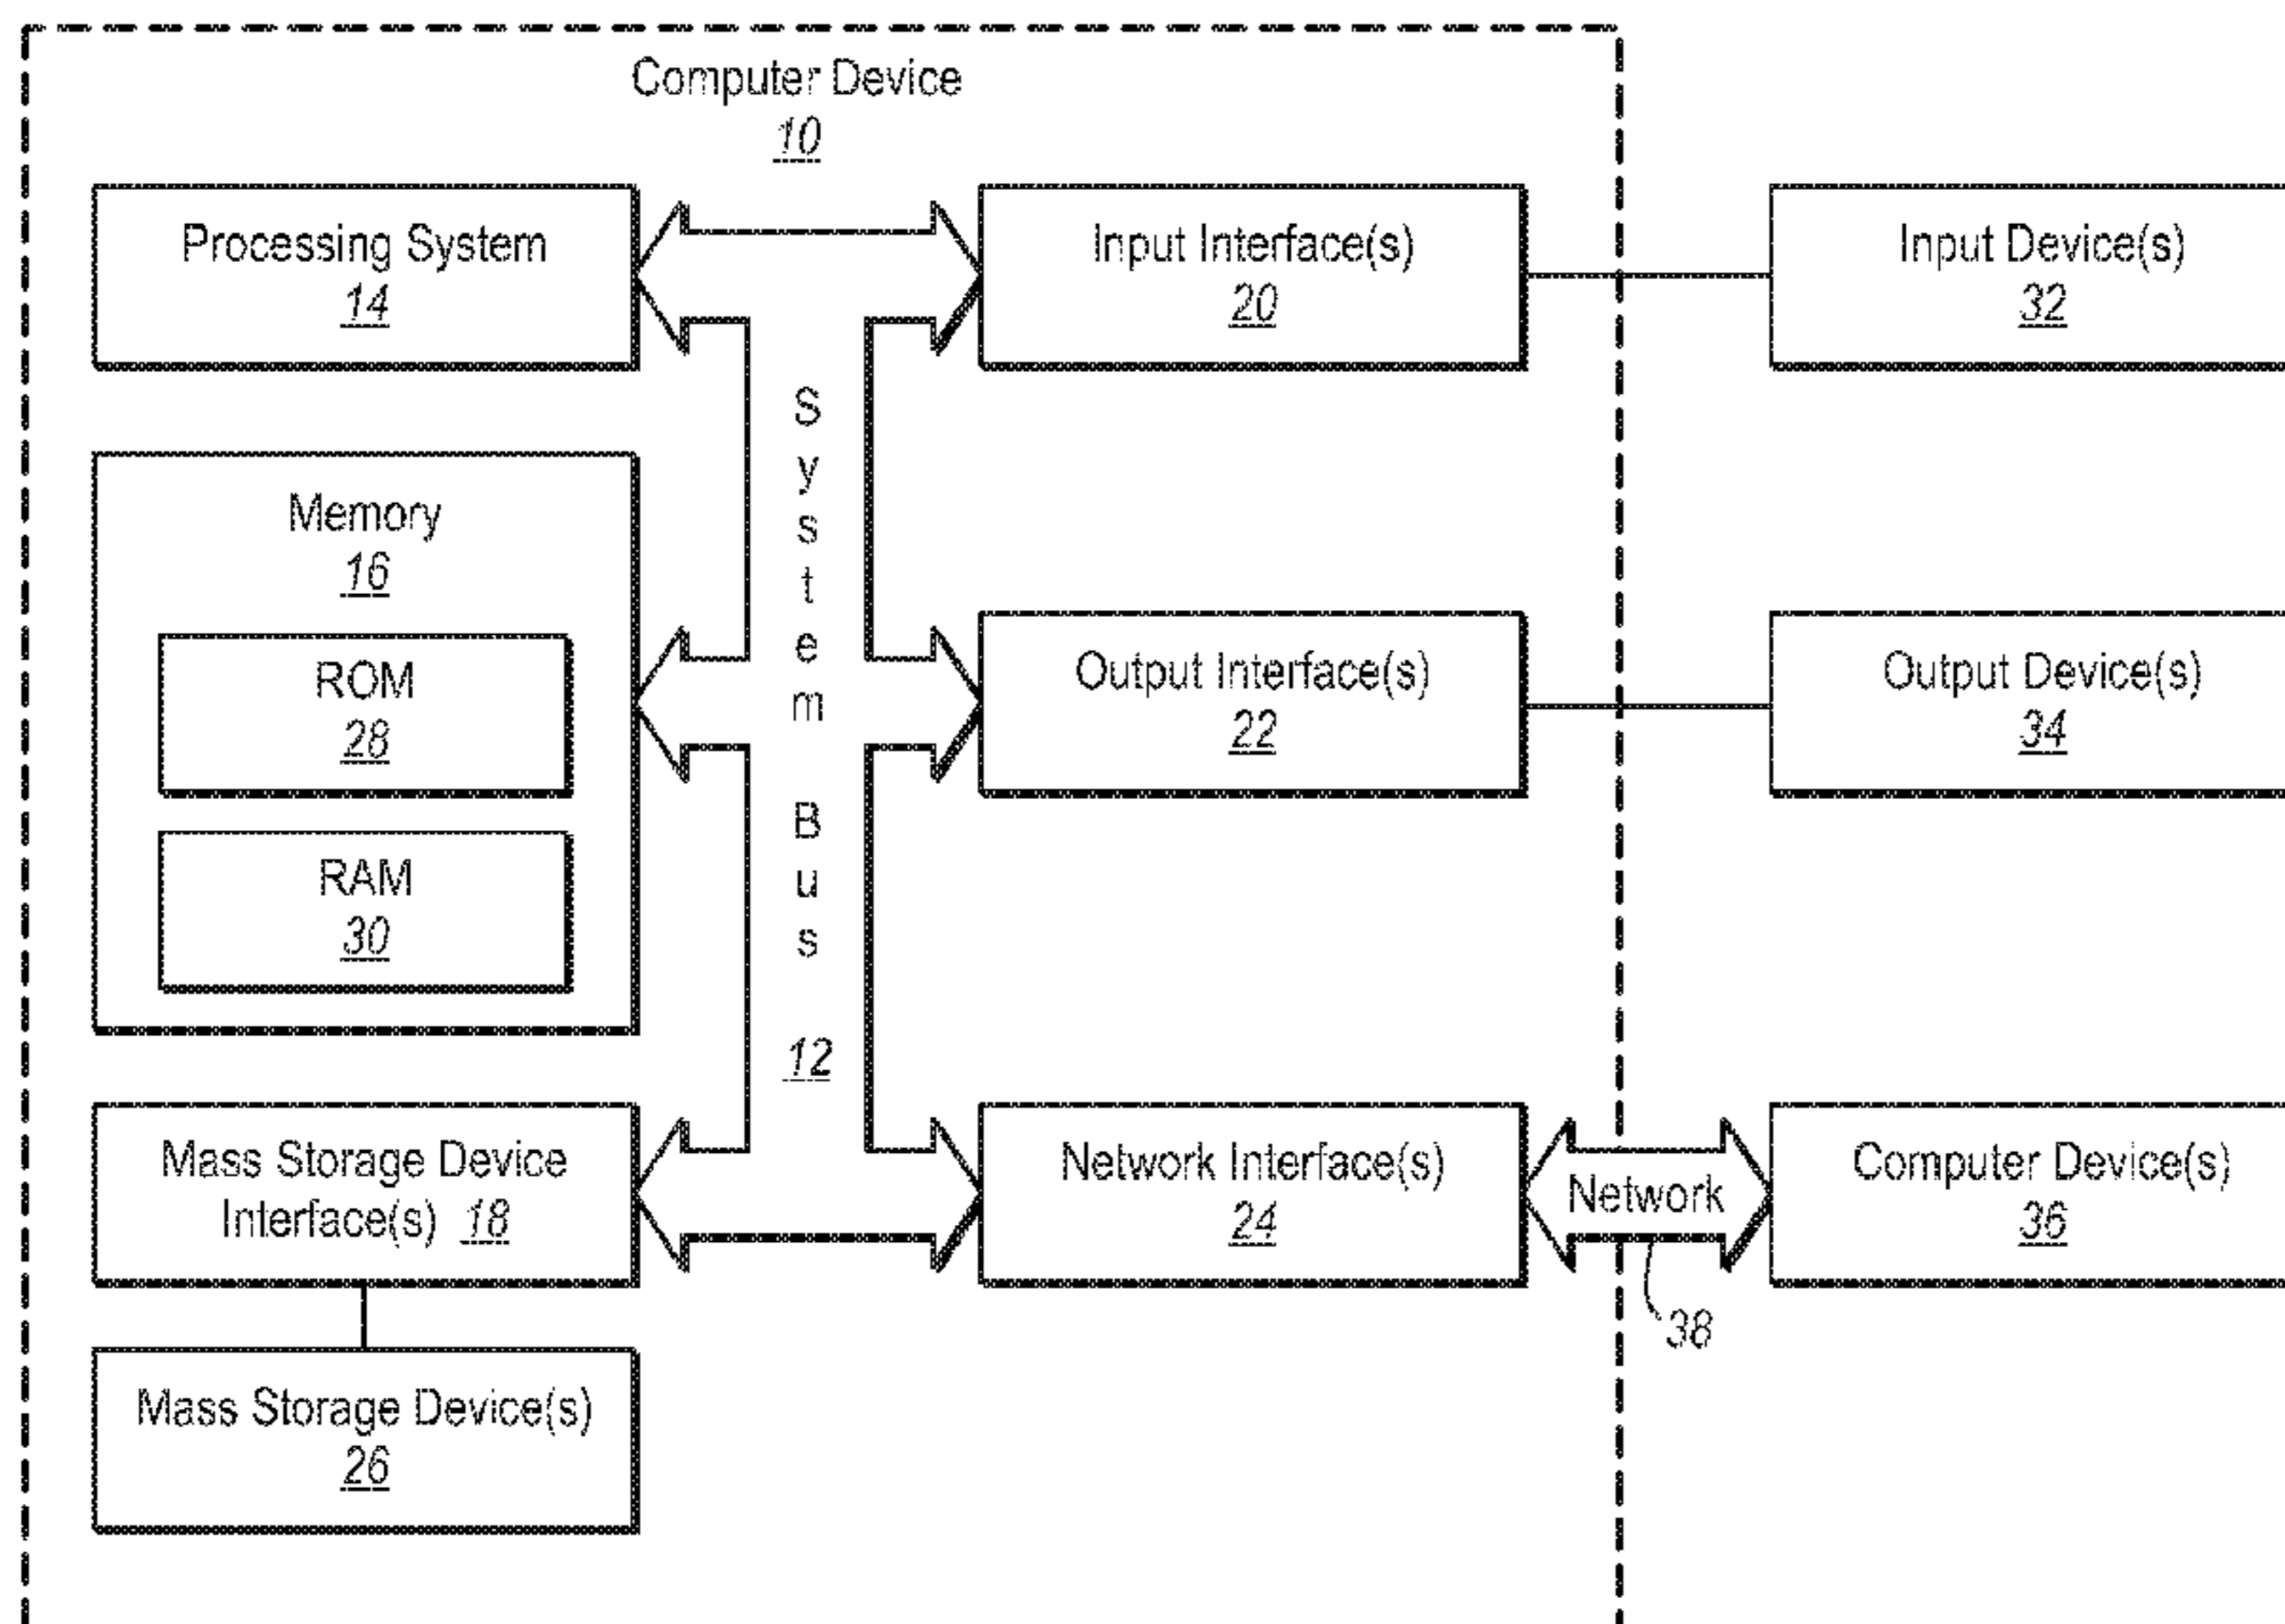 Computer Device
10
Processing System
14
Input Interface(s)
20
Input Device(s)
32
Memory
16
ROM
28
RAM
30
System Bus 12
Output Interface(s)
22
Output Device(s)
34
Mass Storage Device
Interface(s) 18
Network Interface(s)
24
Network
38
Computer Device(s)
36
Mass Storage Device(s)
26